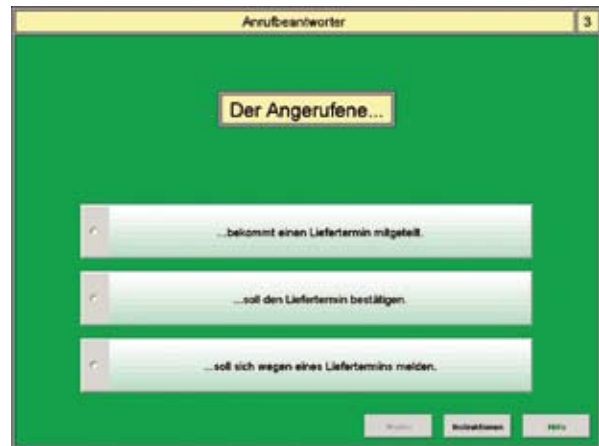 Anrufbeantworter 3
Der Angerufene...
...bekommt einen Liefertermin mitgeteilt.
...soll den Liefertermin bestätigen.
...soll sich wegen eines Liefertermins melden.
Instruktionen Hilfe